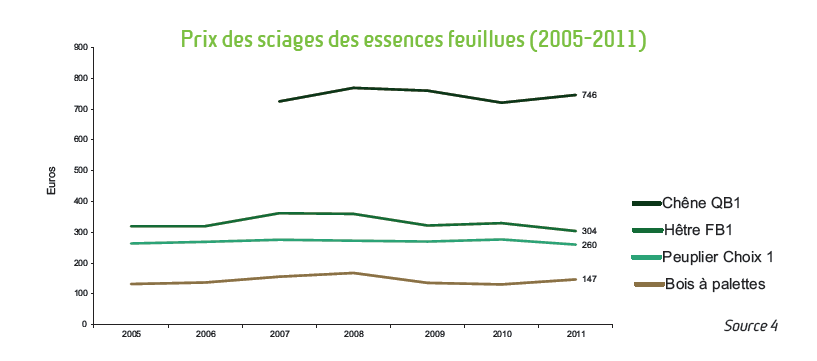 Prix des sciages des essences feuillues (2005-2011)
900
800
700
600
500
400
300
200
100
0
Euros
746
304
260
147
2005 2006 2007 2008 2009 2010 2011
Chêne QB1
Hêtre FB1
Peuplier Choix 1
Bois à palettes
Source 4